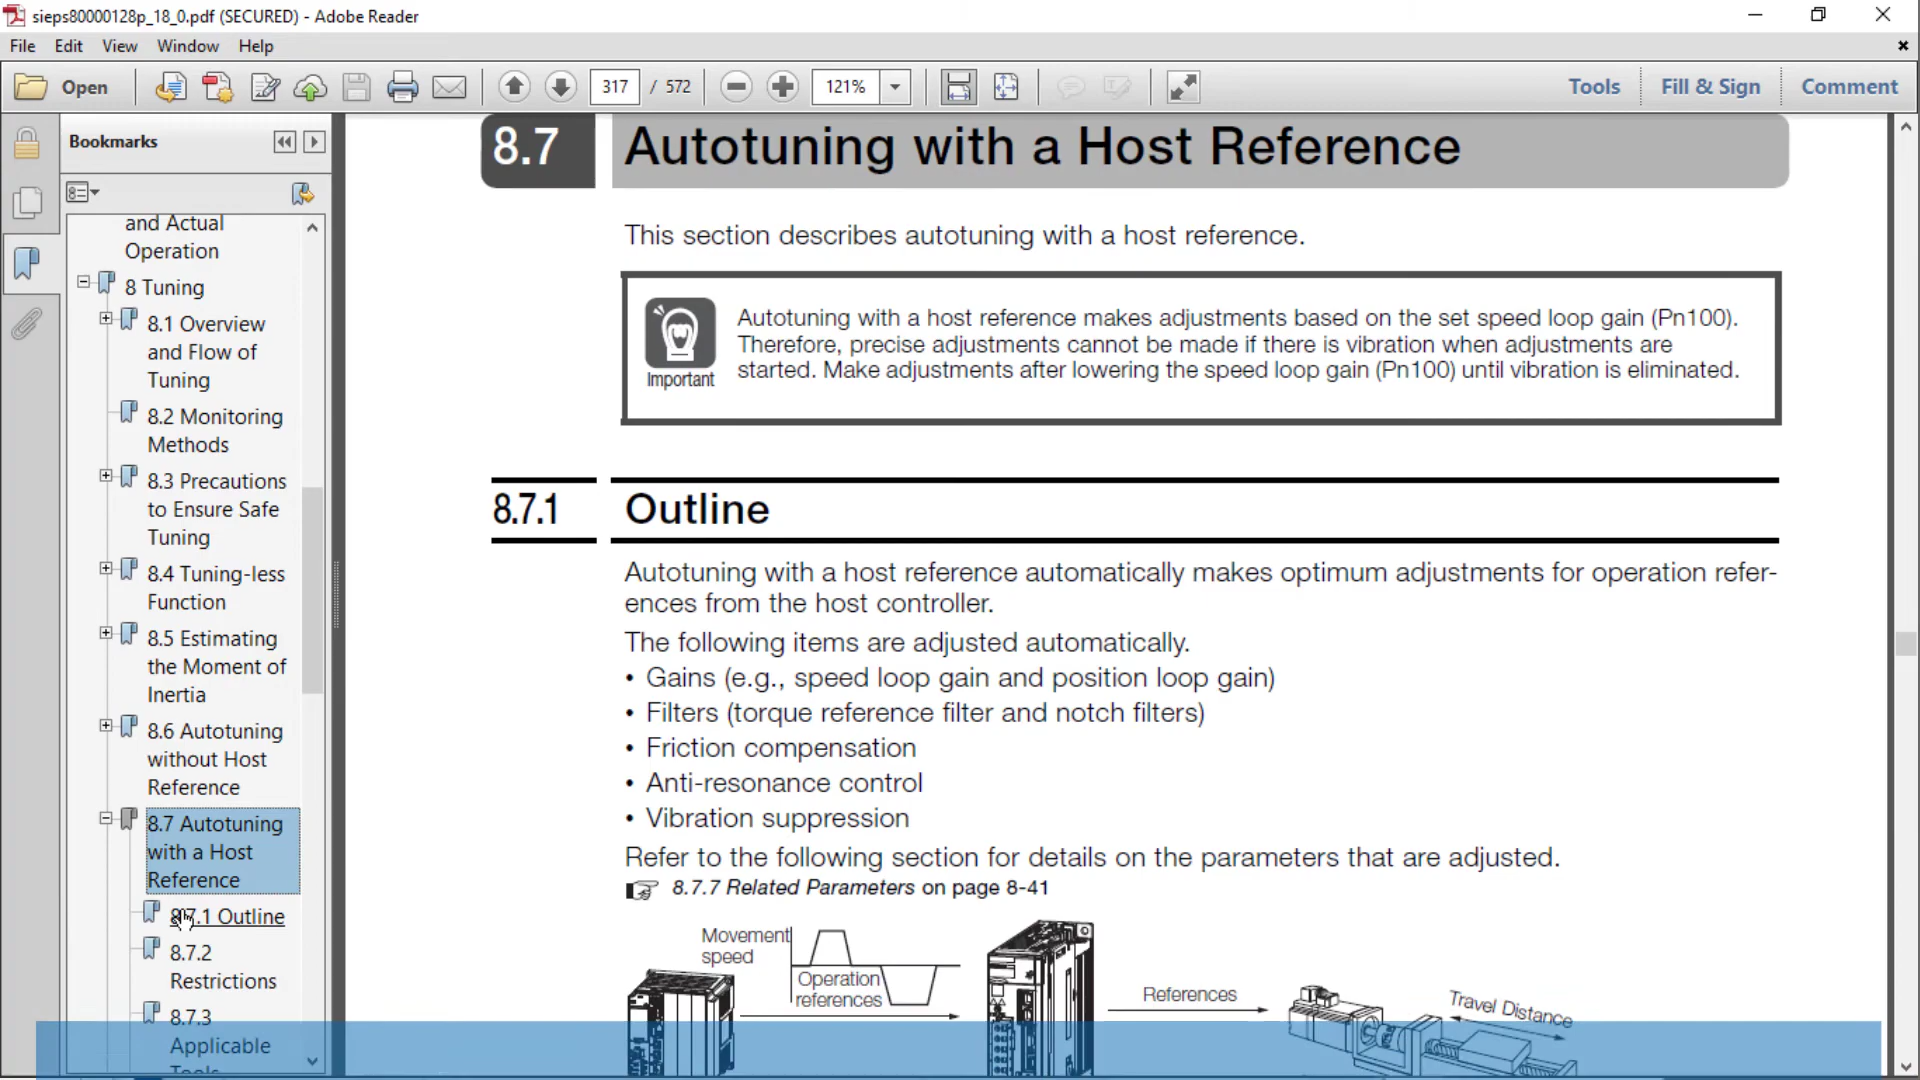 sieps80000128p_18_0.pdf (SECURED) - Adobe Reader
File Edit View Window Help
Open 317 / 572 121% Tools Fill & Sign Comment
Bookmarks
and Actual
Operation
8 Tuning
8.1 Overview
and Flow of
Tuning
8.2 Monitoring
Methods
8.3 Precautions
to Ensure Safe
Tuning
8.4 Tuning-less
Function
8.5 Estimating
the Moment of
Inertia
8.6 Autotuning
without Host
Reference
8.7 Autotuning
with a Host
Reference
8.7.1 Outline
8.7.2
Restrictions
8.7.3
Applicable
Tools
8.7 Autotuning with a Host Reference
This section describes autotuning with a host reference.
Important
Autotuning with a host reference makes adjustments based on the set speed loop gain (Pn100).
Therefore, precise adjustments cannot be made if there is vibration when adjustments are
started. Make adjustments after lowering the speed loop gain (Pn100) until vibration is eliminated.
8.7.1 Outline
Autotuning with a host reference automatically makes optimum adjustments for operation refer-
ences from the host controller.
The following items are adjusted automatically.
• Gains (e.g., speed loop gain and position loop gain)
• Filters (torque reference filter and notch filters)
• Friction compensation
• Anti-resonance control
• Vibration suppression
Refer to the following section for details on the parameters that are adjusted.
8.7.7 Related Parameters on page 8-41
Movement
speed
Operation
references
References
Travel Distance